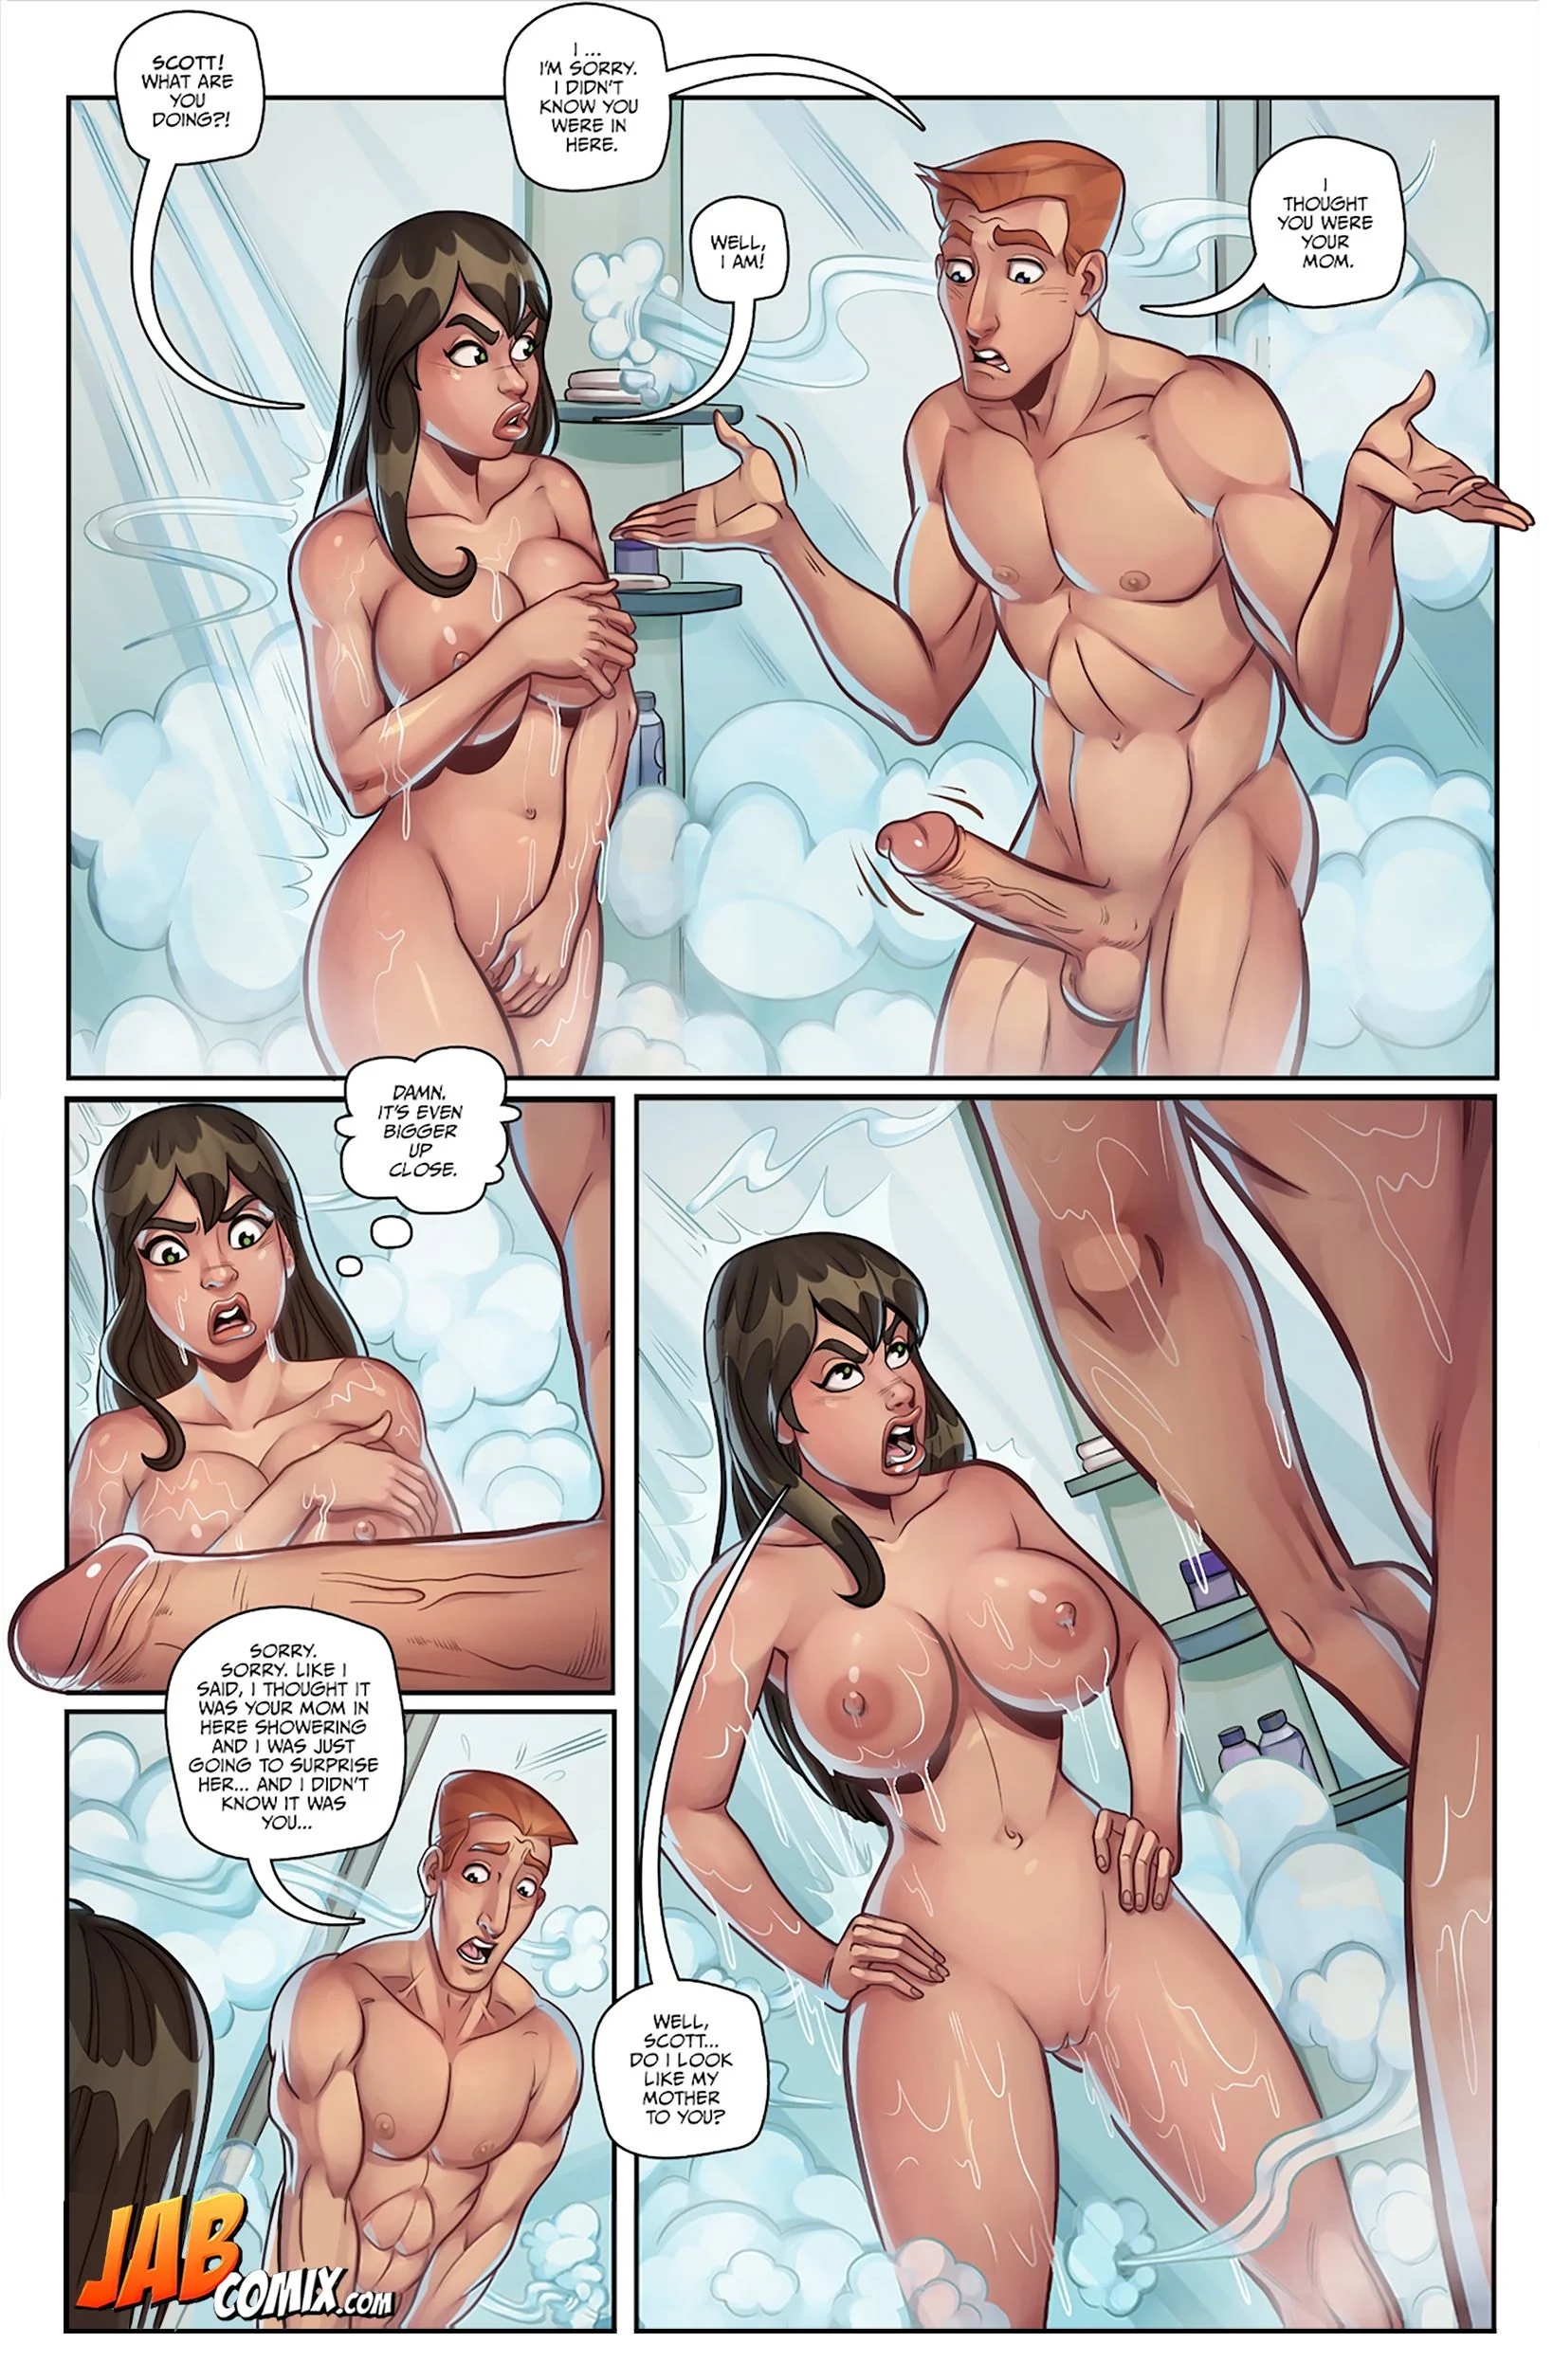 SCOTT!
WHAT ARE
YOU
DOING?!
I ...
I'M SORRY.
I DIDN'T
KNOW YOU
WERE IN
HERE.
WELL,
I AM!
I
THOUGHT
YOU WERE
YOUR
MOM.
DAMN.
IT'S EVEN
BIGGER
UP
CLOSE.
SORRY.
SORRY. LIKE I
SAID, I THOUGHT IT
WAS YOUR MOM IN
HERE SHOWERING
AND I WAS JUST
GOING TO SURPRISE
HER... AND I DIDN'T
KNOW IT WAS
YOU...
WELL,
SCOTT...
DO I LOOK
LIKE MY
MOTHER
TO YOU?
JAB
COMIX.COM